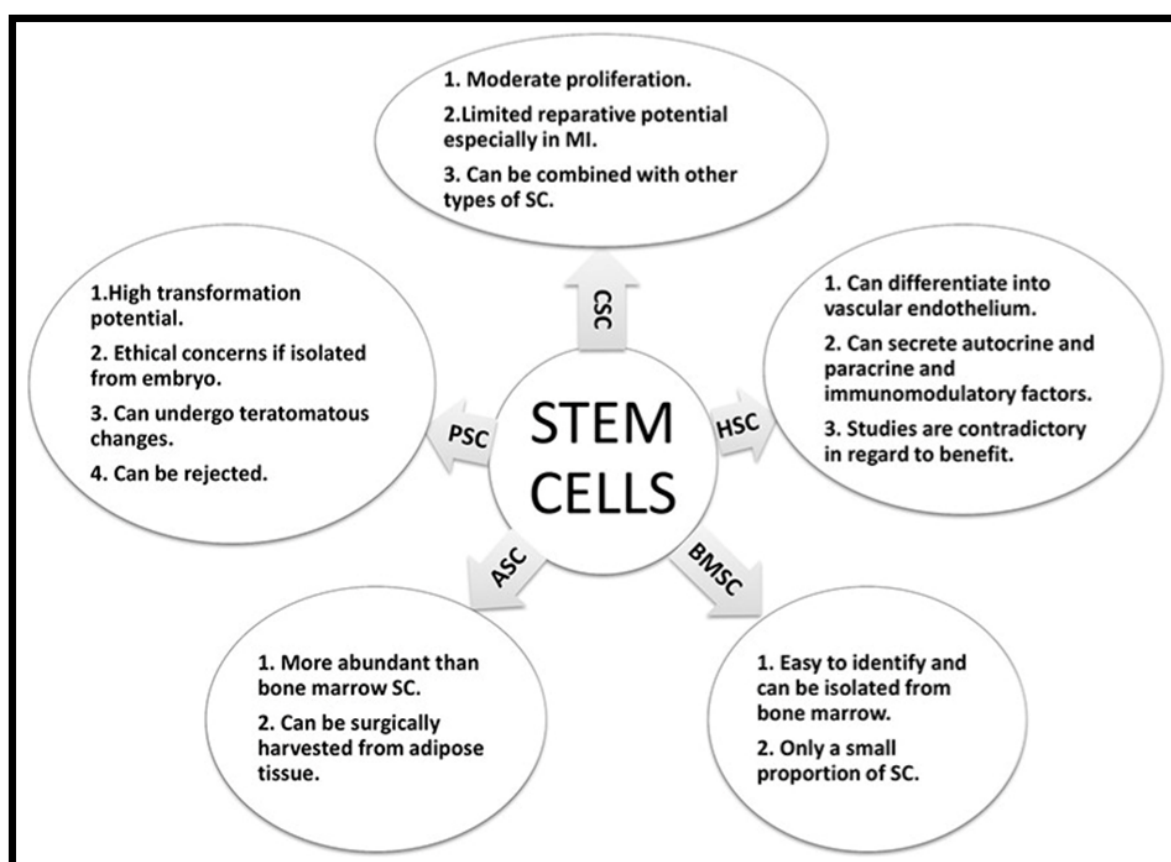 1. Moderate proliferation.
2.Limited reparative potential
especially in MI.
3. Can be combined with other
types of SC.
CSC
1.High transformation
potential.
2. Ethical concerns if isolated
from embryo.
3. Can undergo teratomatous
changes.
4. Can be rejected.
PSC
STEM
CELLS
HSC
1. Can differentiate into
vascular endothelium.
2. Can secrete autocrine and
paracrine and
immunomodulatory factors.
3. Studies are contradictory
in regard to benefit.
ASC
1. More abundant than
bone marrow SC.
2. Can be surgically
harvested from adipose
tissue.
BMSC
1. Easy to identify and
can be isolated from
bone marrow.
2. Only a small
proportion of SC.